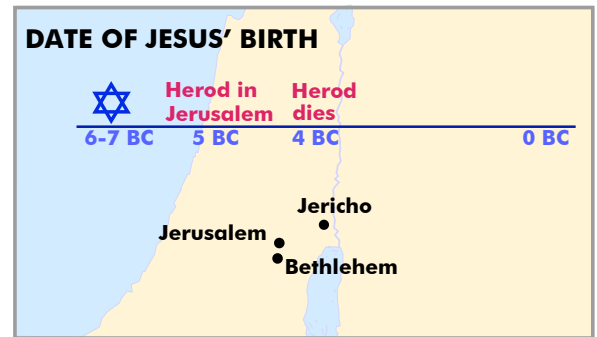 DATE OF JESUS’ BIRTH
Herod in
Jerusalem
Herod
dies
6-7 BC
5 BC
4 BC
0 BC
Jericho
Jerusalem
Bethlehem